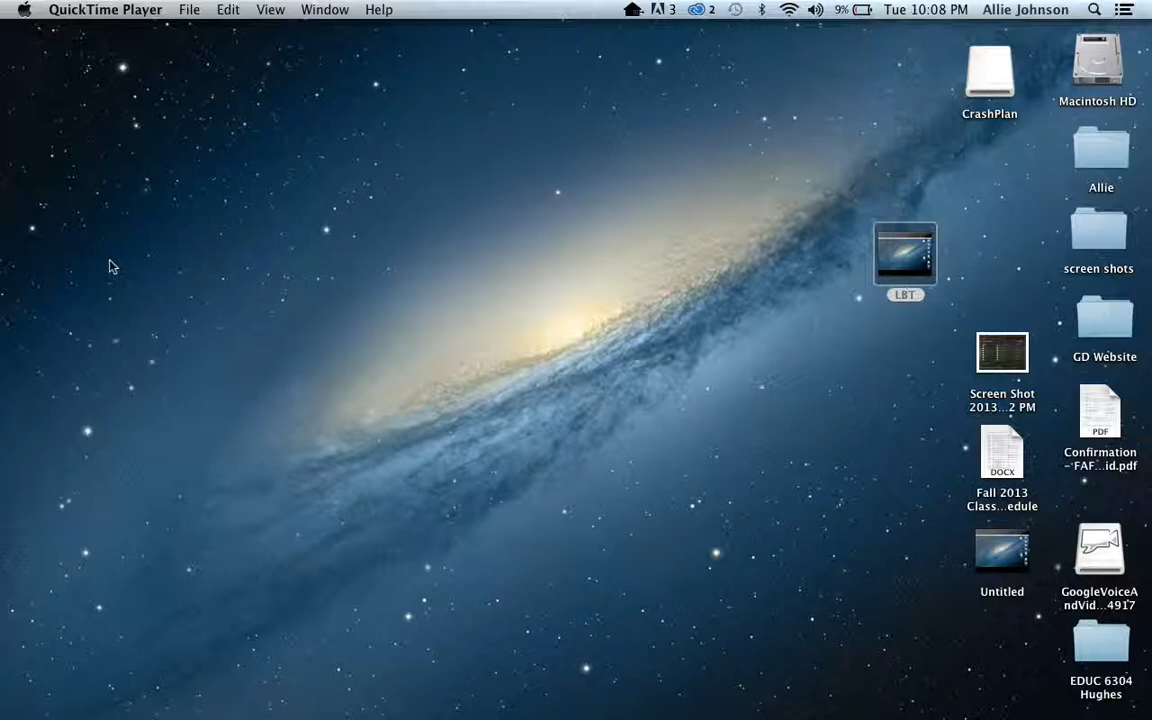 QuickTime Player File Edit View Window Help 3 2 9% Tue 10:08 PM Allie Johnson
CrashPlan
Macintosh HD
Allie
screen shots
LBT
GD Website
Screen Shot
2013...2 PM
PDF
Confirmation
-FAF...id.pdf
DOCX
Fall 2013
Class...edule
Untitled
GoogleVoiceA
ndVid...4917
EDUC 6304
Hughes